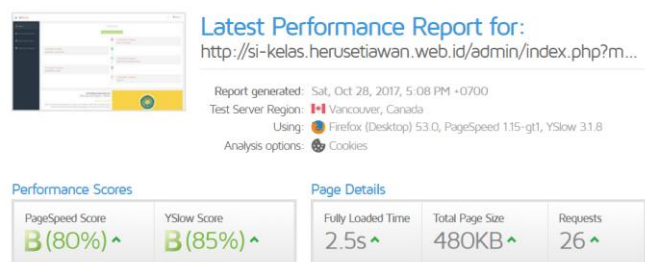 Latest Performance Report for:
http://si-kelas.herusetiawan.web.id/admin/index.php?m...
Report generated: Sat, Oct 28, 2017, 5:08 PM +0700
Test Server Region: Vancouver, Canada
Using: Firefox (Desktop) 53.0, PageSpeed 1.15-gt1, YSlow 3.1.8
Analysis options: Cookies
Performance Scores
PageSpeed Score
B (80%)
YSlow Score
B (85%)
Page Details
Fully Loaded Time
2.5s
Total Page Size
480KB
Requests
26